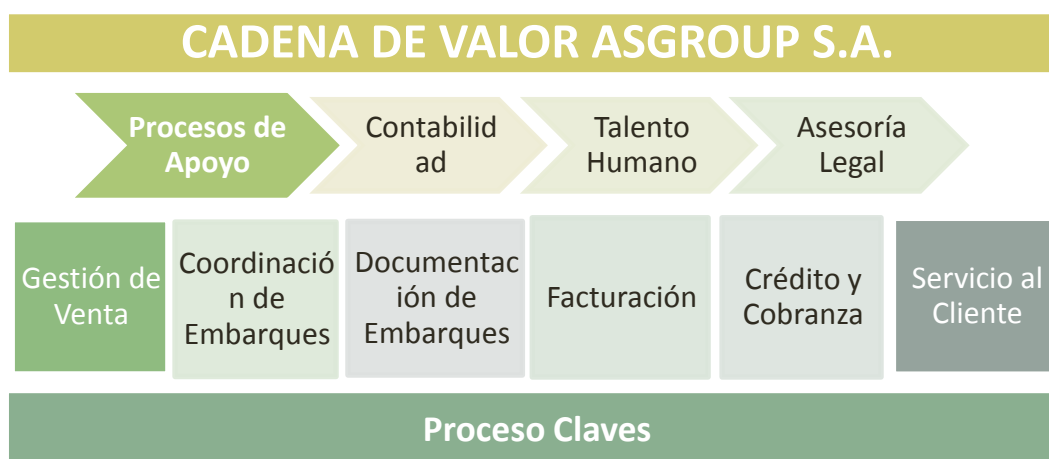 CADENA DE VALOR ASGROUP S.A.
Procesos de
Apoyo
Contabilid
ad
Talento
Humano
Asesoría
Legal
Gestión de
Venta
Coordinació
n de
Embarques
Documentac
ión de
Embarques
Facturación
Crédito y
Cobranza
Servicio al
Cliente
Proceso Claves